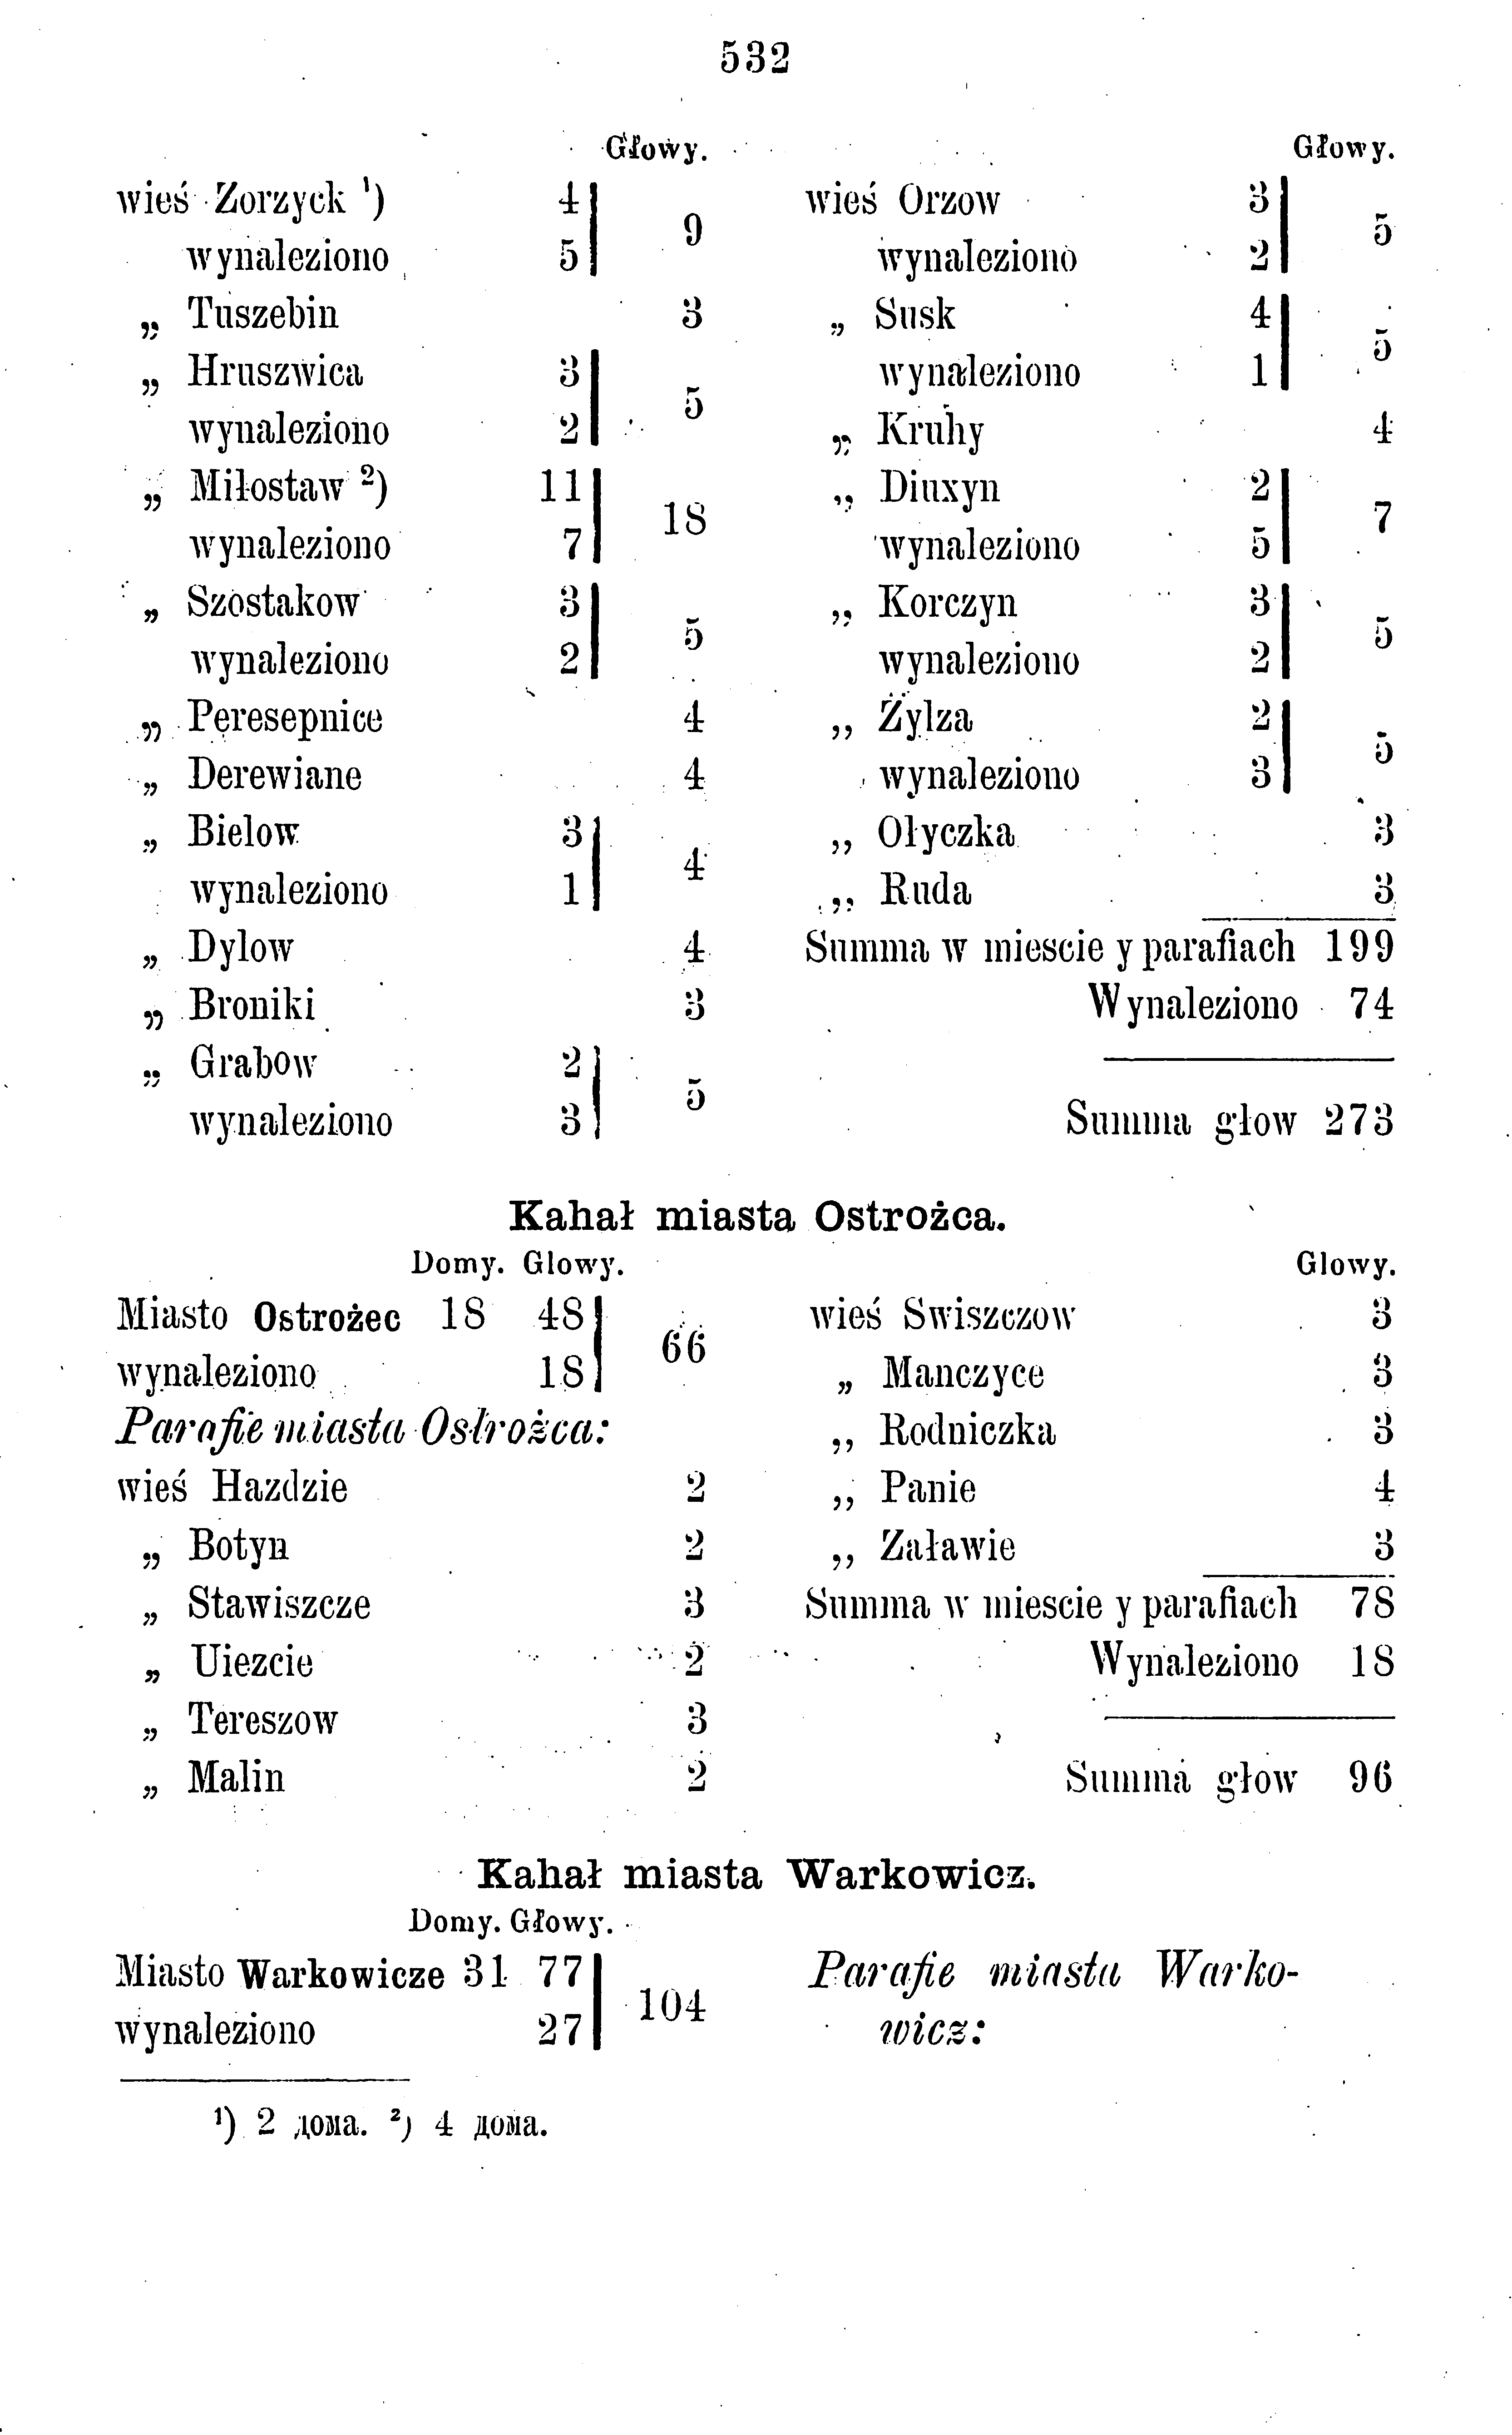 532
Głowy.
wieś Zorzyck ¹) 4
9
wynaleziono 5
„ Tuszebin 3
„ Hruszwica 3
5
wynaleziono 2
„ Miłostaw ²) 11
18
wynaleziono 7
„ Szostakow 3
5
wynaleziono 2
„ Peresepnice 4
„ Derewiane 4
„ Bielow 3
4
wynaleziono 1
„ Dylow 4
„ Broniki 3
„ Grabow 2
5
wynaleziono 3
Głowy.
wieś Orzow 3
5
wynaleziono 2
„ Susk 4
5
wynaleziono 1
„ Kruhy 4
„ Diuxyn 2
7
wynaleziono 5
„ Korczyn 3
5
wynaleziono 2
„ Żylza 2
5
wynaleziono 3
„ Ołyczka 3
„ Ruda 3
Summa w miescie y parafiach 199
Wynaleziono 74
Summa głow 273
Kahał miasta Ostrożca.
Domy. Glowy.
Miasto Ostrożec 18 48
66
wynaleziono 18
Parafie miasta Ostrożca:
wieś Hazdzie 2
„ Botyn 2
„ Stawiszcze 3
„ Uiezcie 2
„ Tereszow 3
„ Malin 2
Glowy.
wieś Swiszczow 3
„ Manczyce 3
„ Rodniczka 3
„ Panie 4
„ Załawie 3
Summa w miescie y parafiach 78
Wynaleziono 18
Summa głow 96
Kahał miasta Warkowicz.
Domy. Głowy.
Miasto Warkowicze 31 77
104
wynaleziono 27
Parafie miasta Warko-
wicz:
¹) 2 дома. ²) 4 дома.